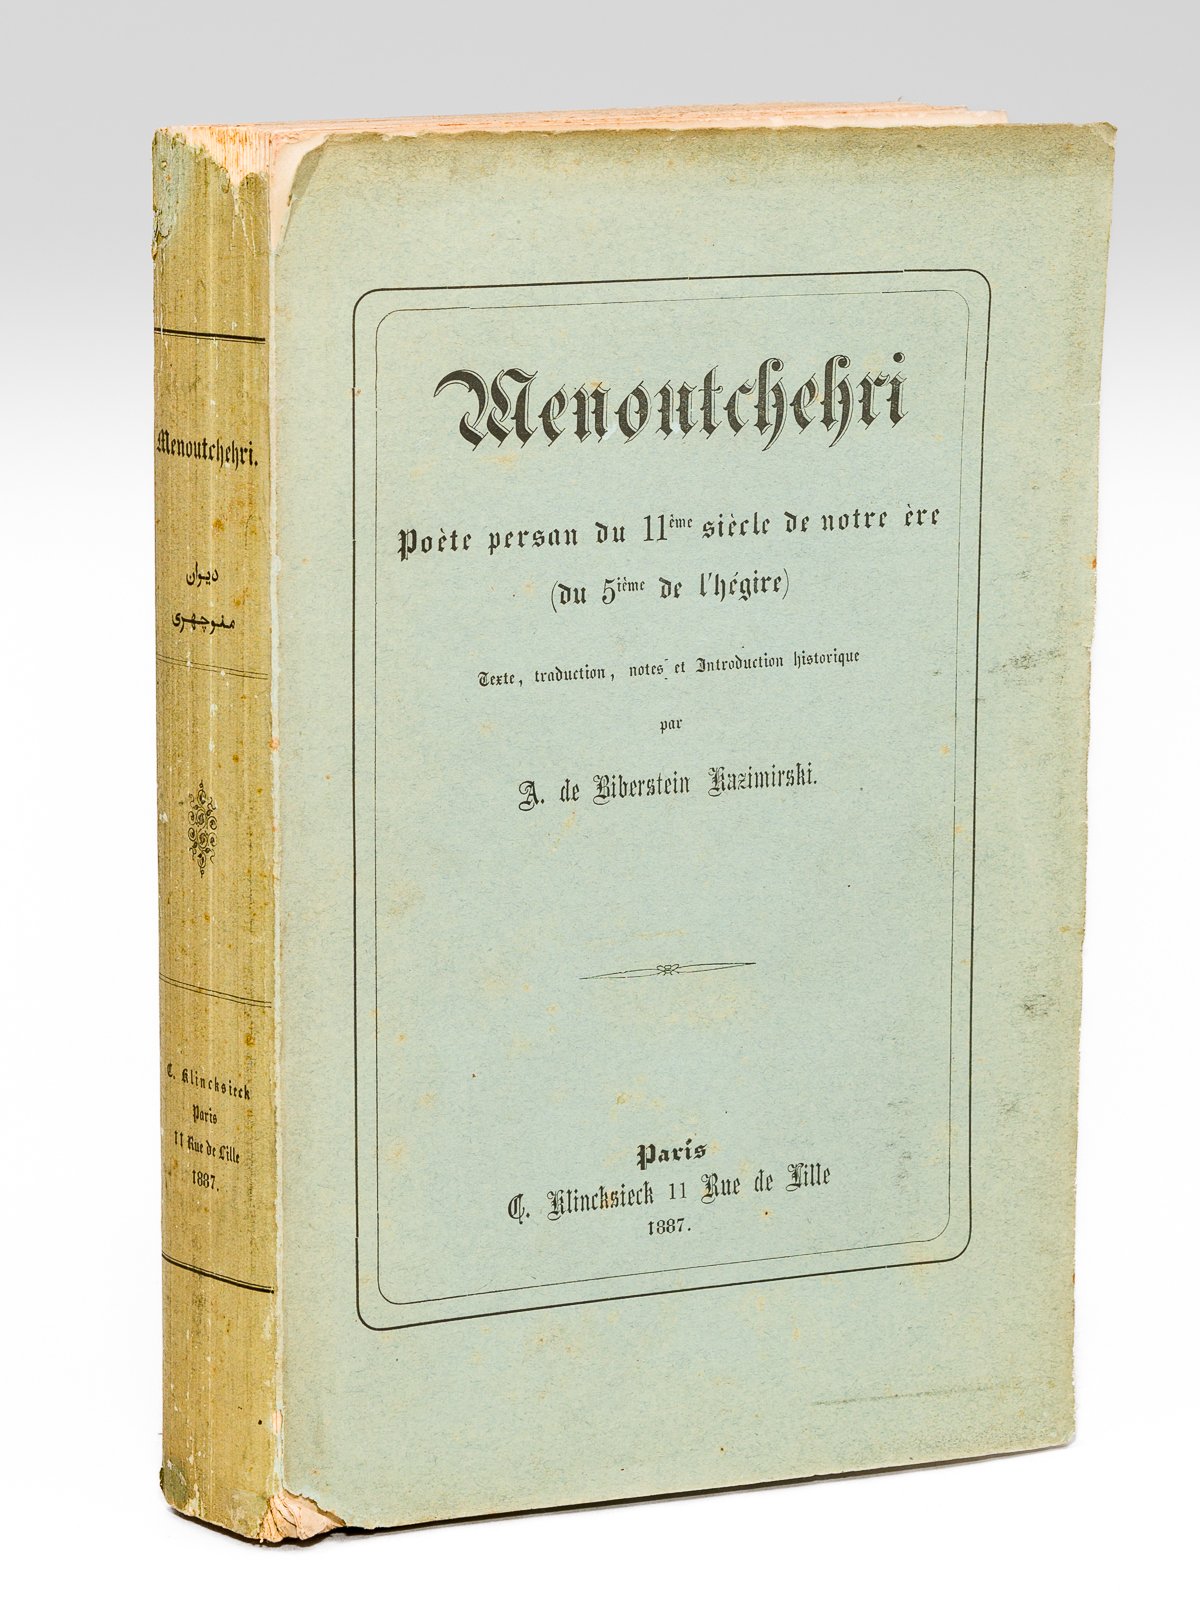 Menoutchehri.
دیوان
منوچهری
C. Klincksieck
Paris
11 Rue de Lille
1887.
Menoutchehri
Poète persan du 11ème siècle de notre ère
(du 5ième de l'hégire)
Texte, traduction, notes et Introduction historique
par
A. de Biberstein Kazimirski.
Paris
C. Klincksieck 11 Rue de Lille
1887.